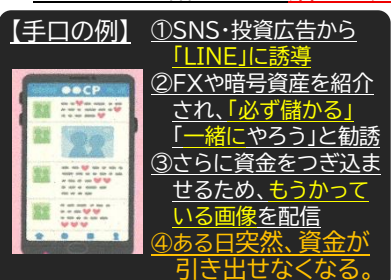 【手口の例】
①SNS・投資広告から
「LINE」に誘導
②FXや暗号資産を紹介
され、「必ず儲かる」
「一緒にやろう」と勧誘
③さらに資金をつぎ込ま
せるため、もうかって
いる画像を配信
④ある日突然、資金が
引き出せなくなる。
●●CP